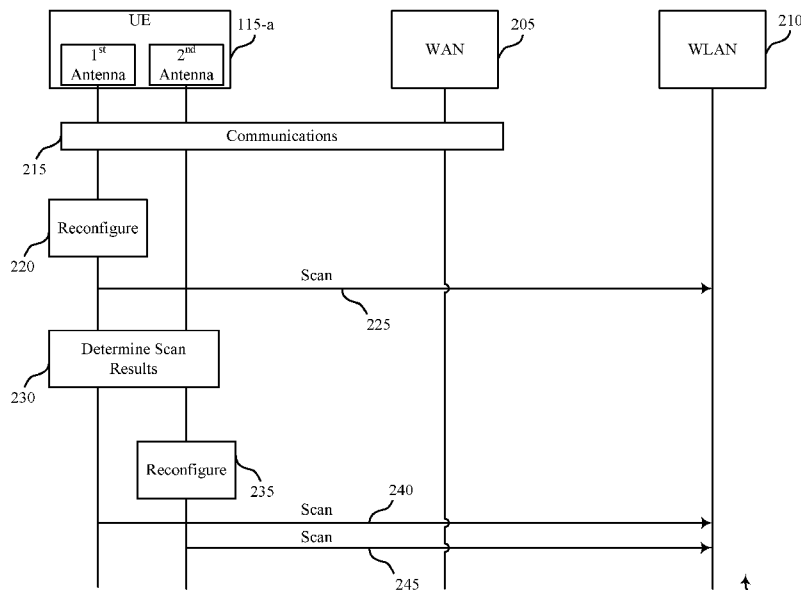 UE
115-a
1st
Antenna
2nd
Antenna
WAN
205
WLAN
210
Communications
215
Reconfigure
220
Scan
225
Determine Scan
Results
230
Reconfigure
235
Scan
240
Scan
245